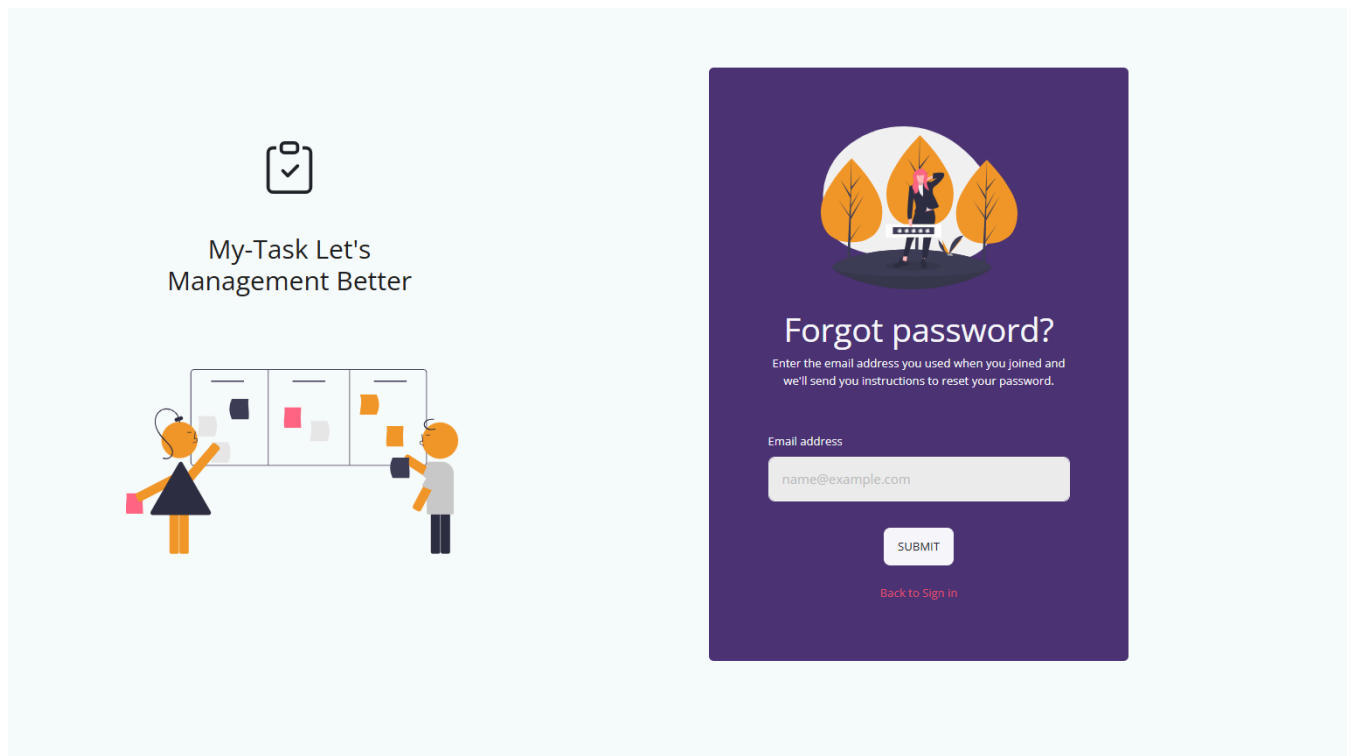 My-Task Let's
Management Better
Forgot password?
Enter the email address you used when you joined and
we'll send you instructions to reset your password.
Email address
name@example.com
SUBMIT
Back to Sign in